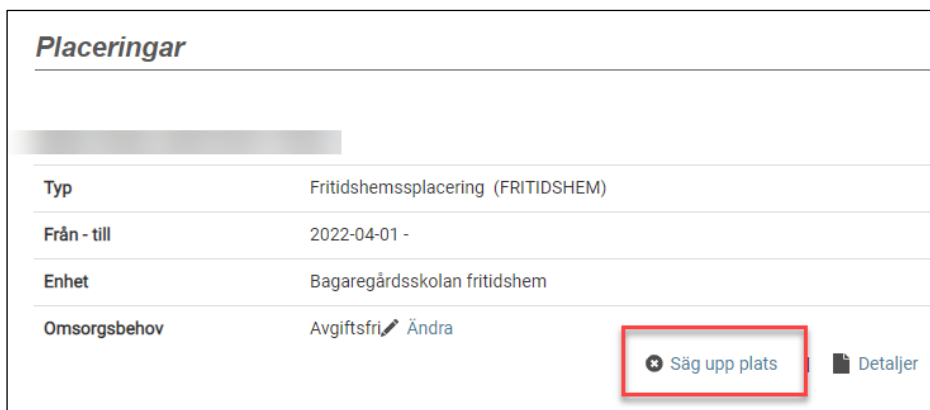 Placeringar
Typ Fritidshemssplacering (FRITIDSHEM)
Från - till 2022-04-01 -
Enhet Bagaregårdsskolan fritidshem
Omsorgsbehov Avgiftsfri Ändra
Säg upp plats Detaljer